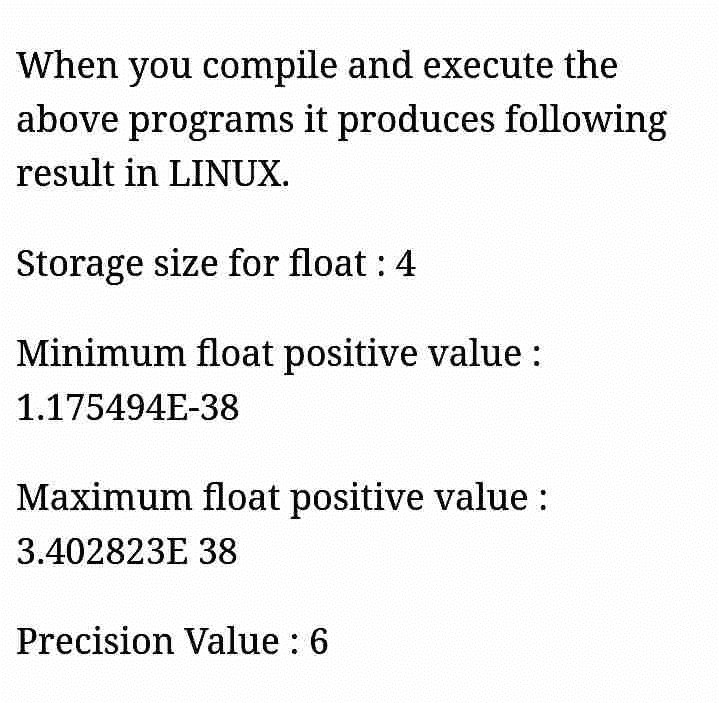 When you compile and execute the
above programs it produces following
result in LINUX.
Storage size for float : 4
Minimum float positive value :
1.175494E-38
Maximum float positive value :
3.402823E 38
Precision Value : 6